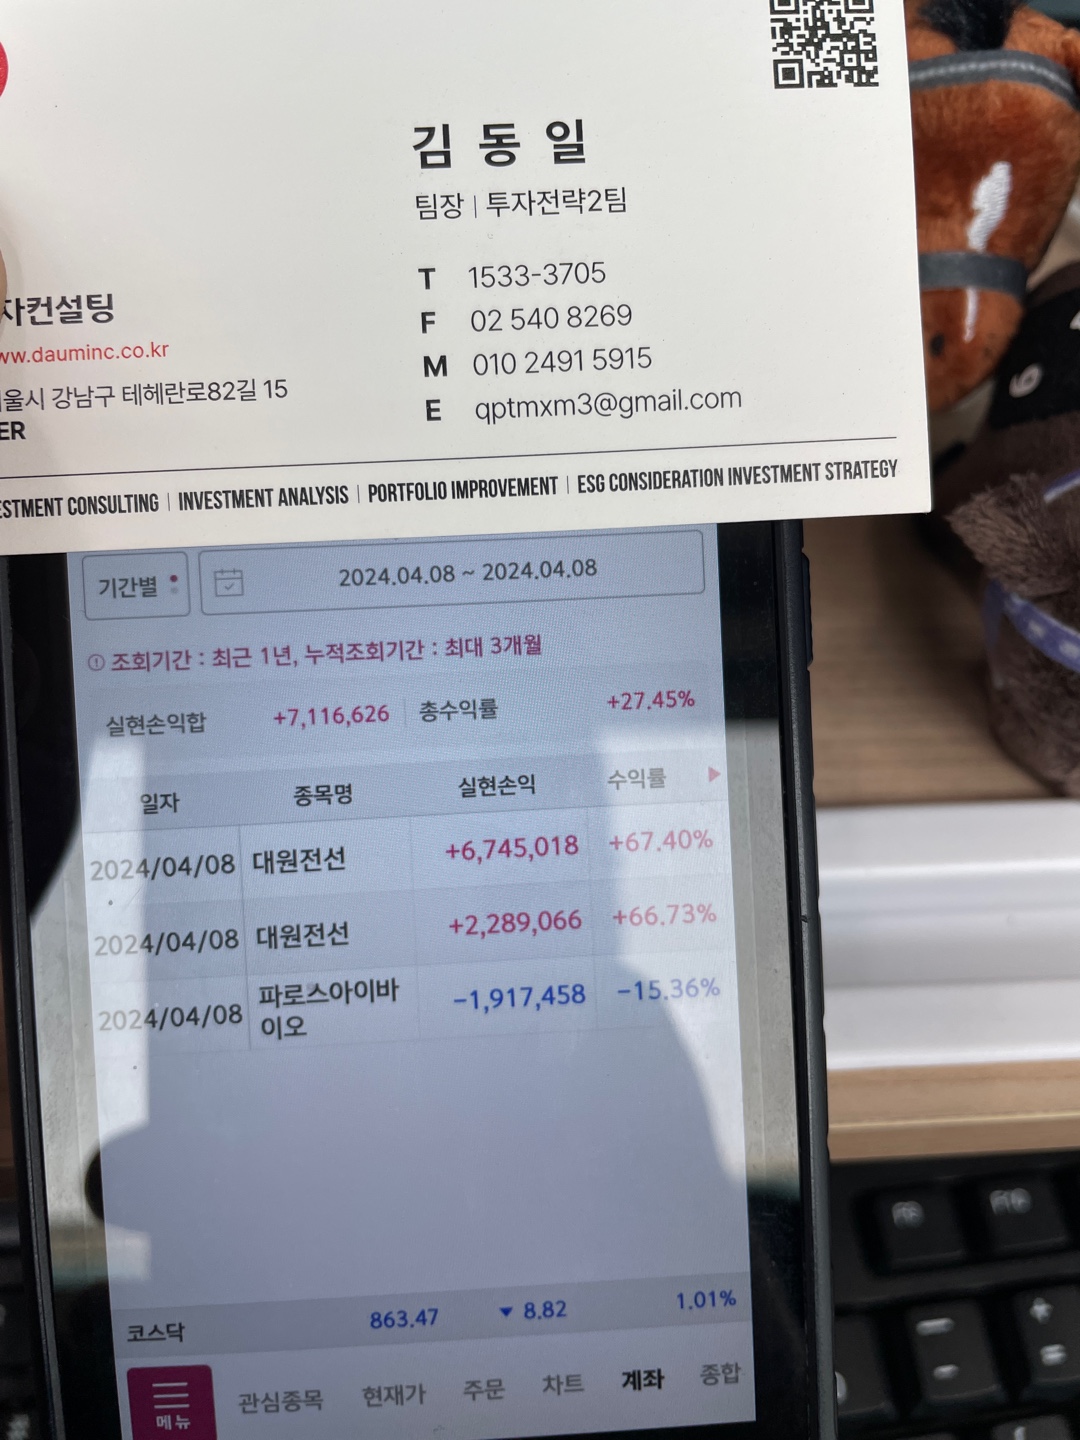 김동일
팀장 | 투자전략2팀
T 1533-3705
F 02 540 8269
M 010 2491 5915
E qptmxm3@gmail.com
자컨설팅
ww.dauminc.co.kr
울시 강남구 테헤란로82길 15
ER
ESTMENT CONSULTING | INVESTMENT ANALYSIS | PORTFOLIO IMPROVEMENT | ESG CONSIDERATION INVESTMENT STRATEGY
기간별 2024.04.08 ~ 2024.04.08
조회기간 : 최근 1년, 누적조회기간 : 최대 3개월
실현손익합 +7,116,626 총수익률 +27.45%
일자 종목명 실현손익 수익률
2024/04/08 대원전선 +6,745,018 +67.40%
2024/04/08 대원전선 +2,289,066 +66.73%
2024/04/08 파로스아이바
이오 -1,917,458 -15.36%
코스닥 863.47 ▼ 8.82 1.01%
메뉴 관심종목 현재가 주문 차트 계좌 종합